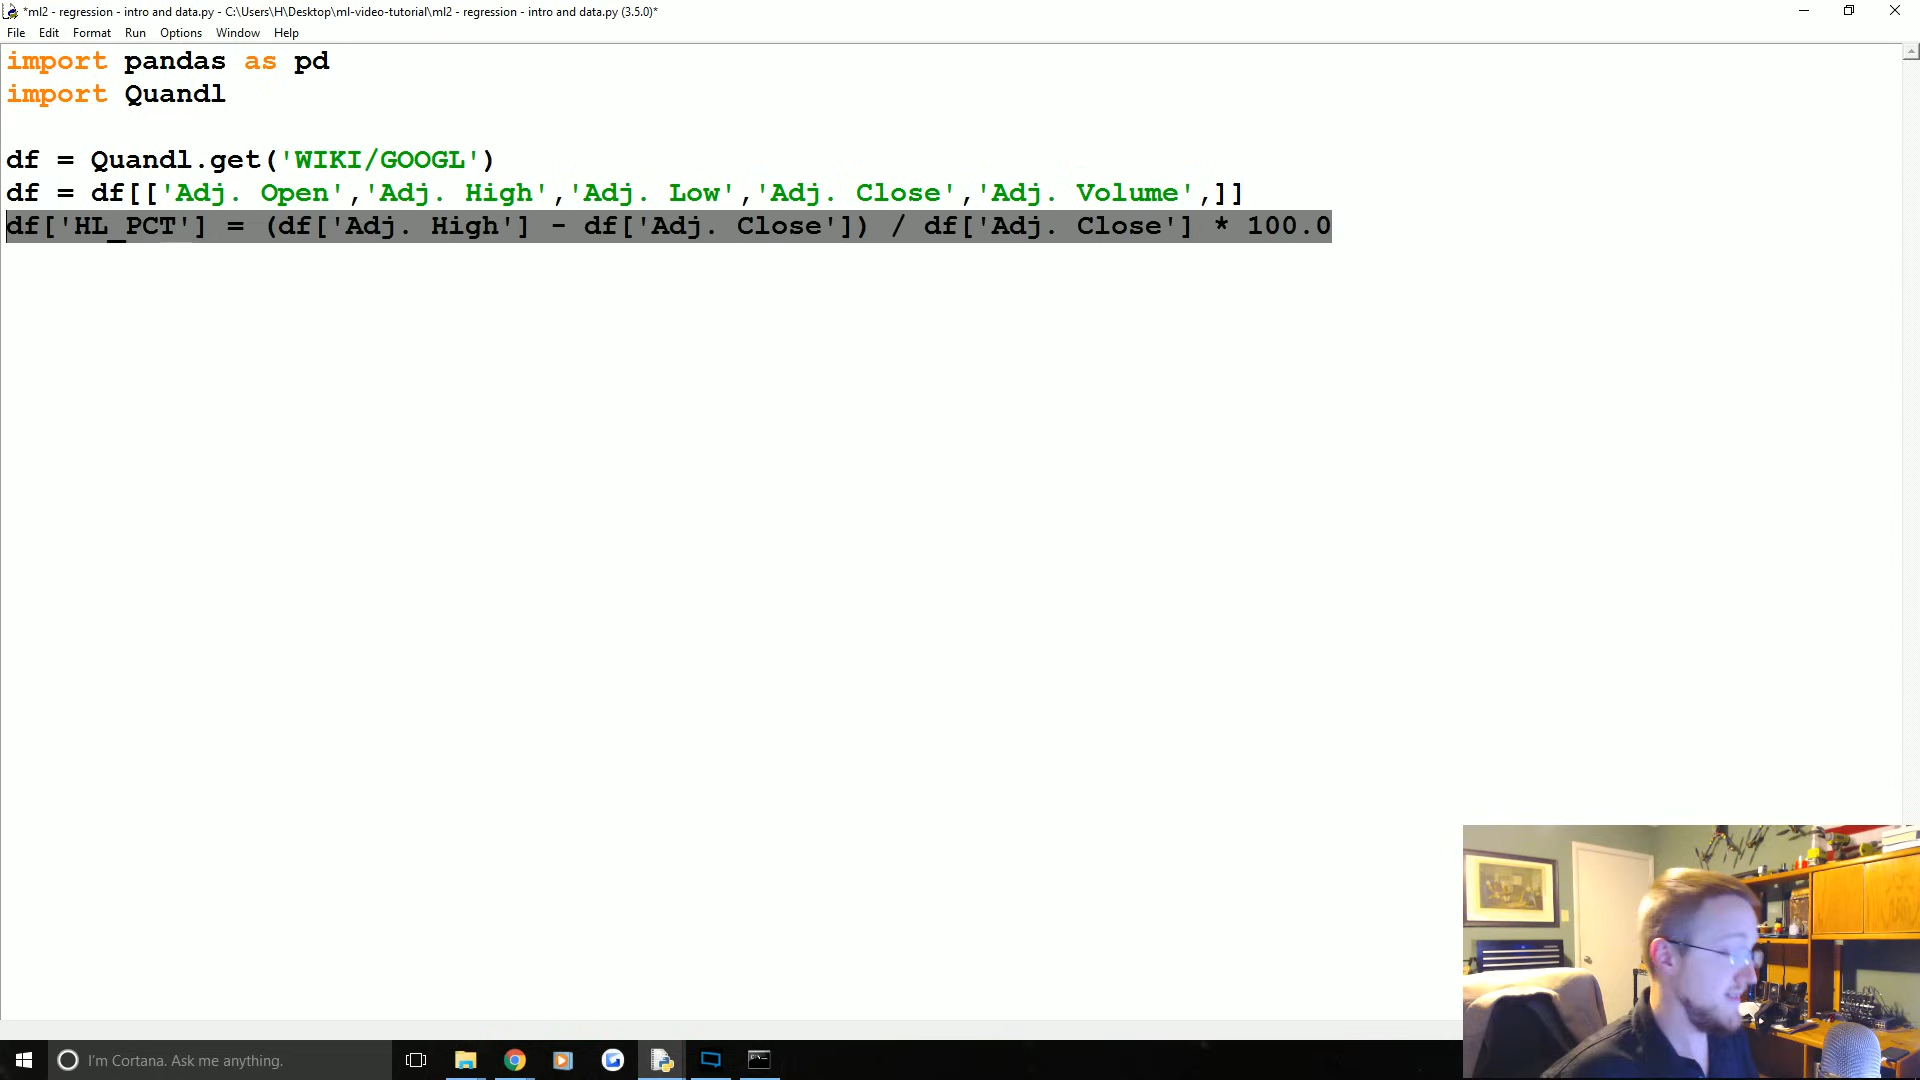 *ml2 - regression - intro and data.py - C:\Users\H\Desktop\ml-video-tutorial\ml2 - regression - intro and data.py (3.5.0)*
File Edit Format Run Options Window Help
import pandas as pd
import Quandl
df = Quandl.get('WIKI/GOOGL')
df = df[['Adj. Open','Adj. High','Adj. Low','Adj. Close','Adj. Volume',]]
df['HL_PCT'] = (df['Adj. High'] - df['Adj. Close']) / df['Adj. Close'] * 100.0
I'm Cortana. Ask me anything.